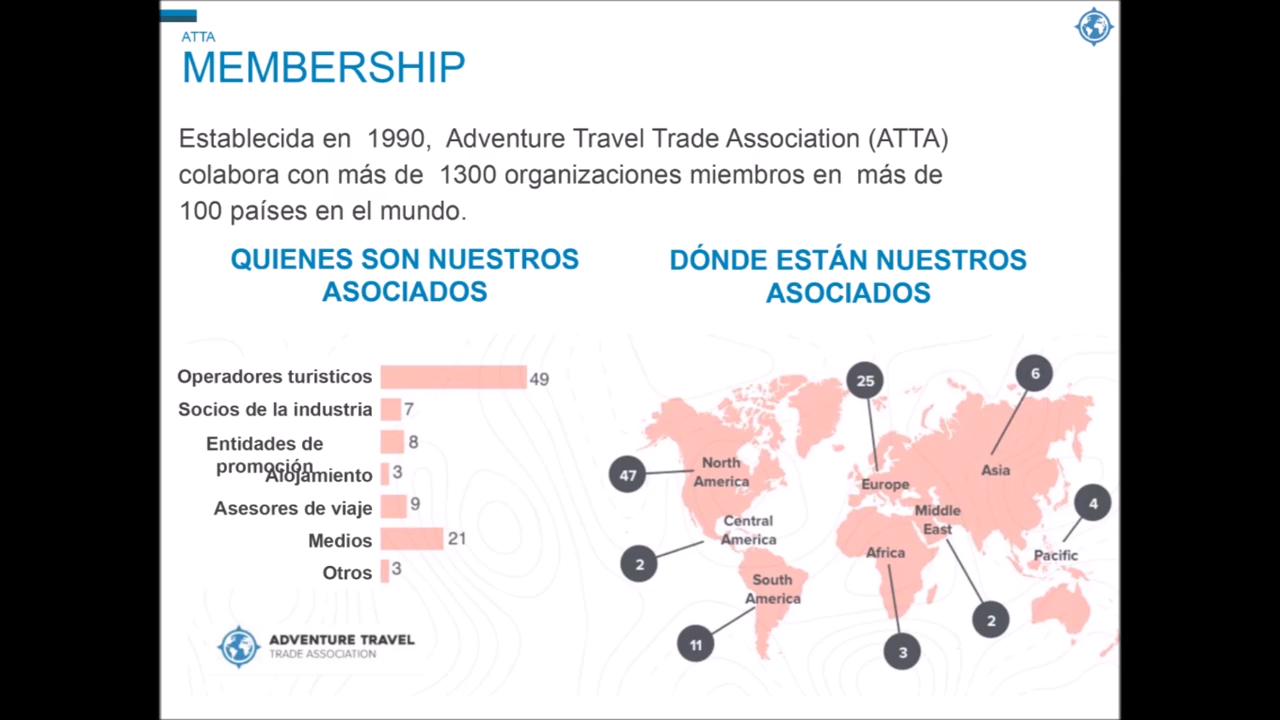 ATTA
MEMBERSHIP
Establecida en 1990, Adventure Travel Trade Association (ATTA)
colabora con más de 1300 organizaciones miembros en más de
100 países en el mundo.
QUIENES SON NUESTROS
ASOCIADOS
Operadores turisticos 49
Socios de la industria 7
Entidades de
promoción 8
Alojamiento 3
Asesores de viaje 9
Medios 21
Otros 3
ADVENTURE TRAVEL
TRADE ASSOCIATION
DÓNDE ESTÁN NUESTROS
ASOCIADOS
47
North
America
25
Europe
6
Asia
2
Central
America
Middle
East
2
4
Pacific
Africa
3
South
America
11